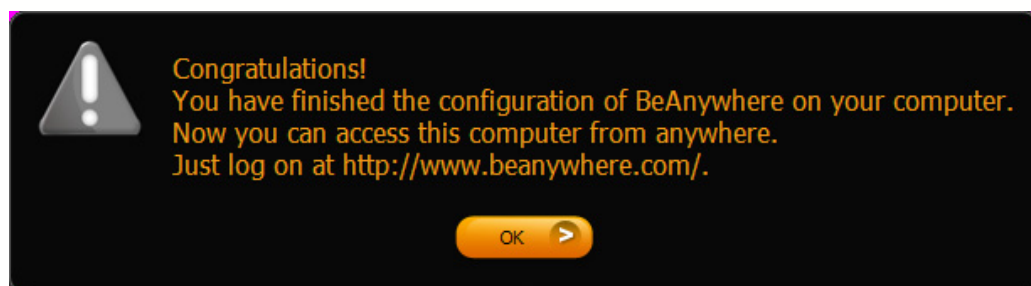 Congratulations!
You have finished the configuration of BeAnywhere on your computer.
Now you can access this computer from anywhere.
Just log on at http://www.beanywhere.com/.
OK >